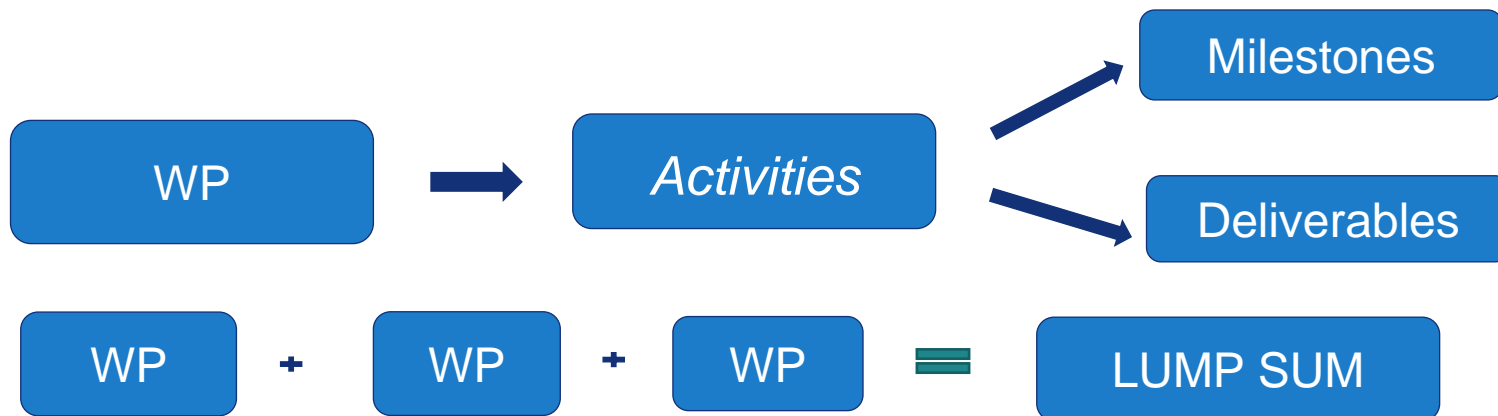 Milestones
WP
Activities
Deliverables
WP + WP + WP = LUMP SUM